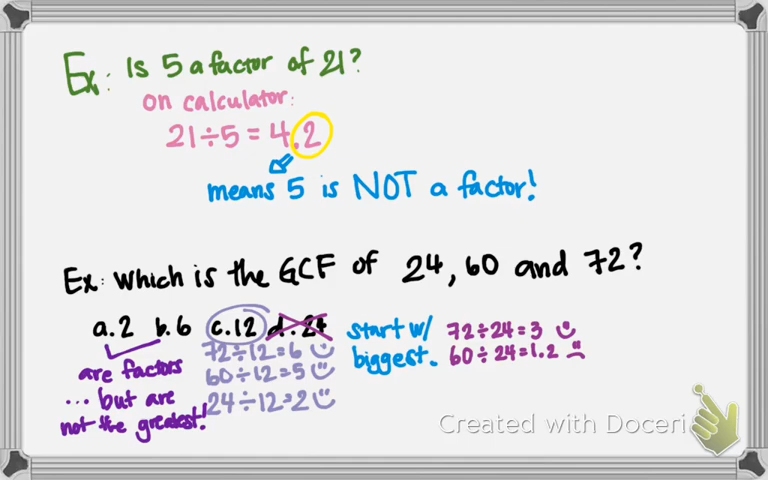 Ex: Is 5 a factor of 21?
on calculator:
21÷5=4.2
means 5 is NOT a factor!
Ex: Which is the GCF of 24, 60 and 72?
a. 2 b. 6 c. 12 d. 24
are factors
... but are
not the greatest!
72÷12=6
60÷12=5
24÷12=2
start w/
biggest.
72÷24=3
60÷24=1.2
Created with Doceri